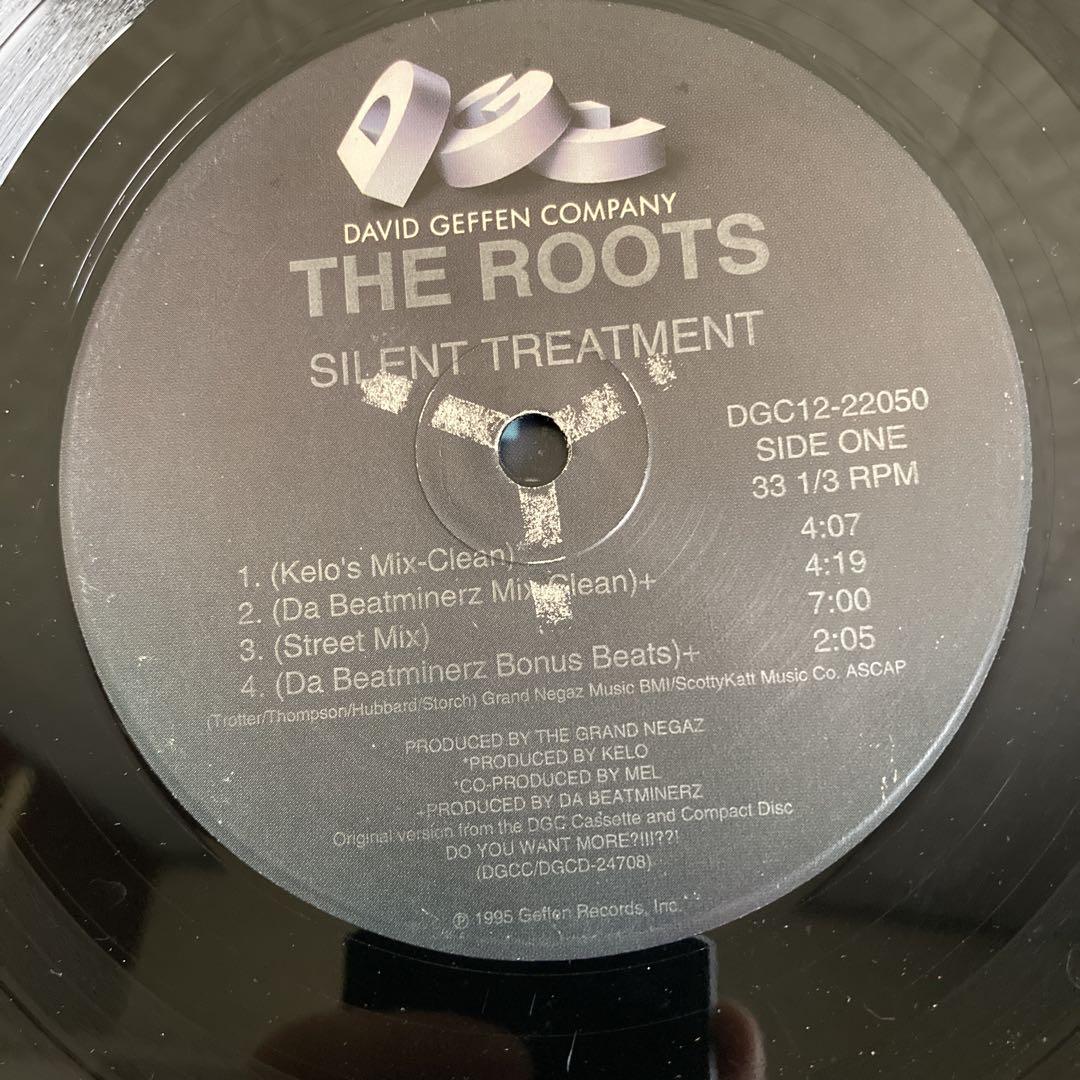 DGC
DAVID GEFFEN COMPANY
THE ROOTS
SILENT TREATMENT
DGC12-22050
SIDE ONE
33 1/3 RPM
1. (Kelo's Mix-Clean)* 4:07
2. (Da Beatminerz Mix-Clean)+ 4:19
3. (Street Mix) 7:00
4. (Da Beatminerz Bonus Beats)+ 2:05
(Trotter/Thompson/Hubbard/Storch) Grand Negaz Music BMI/ScottyKatt Music Co. ASCAP
PRODUCED BY THE GRAND NEGAZ
*PRODUCED BY KELO
*CO-PRODUCED BY MEL
+PRODUCED BY DA BEATMINERZ
Original version from the DGC Cassette and Compact Disc
DO YOU WANT MORE?!!!??!
(DGCC/DGCD-24708)
℗ 1995 Geffen Records, Inc.